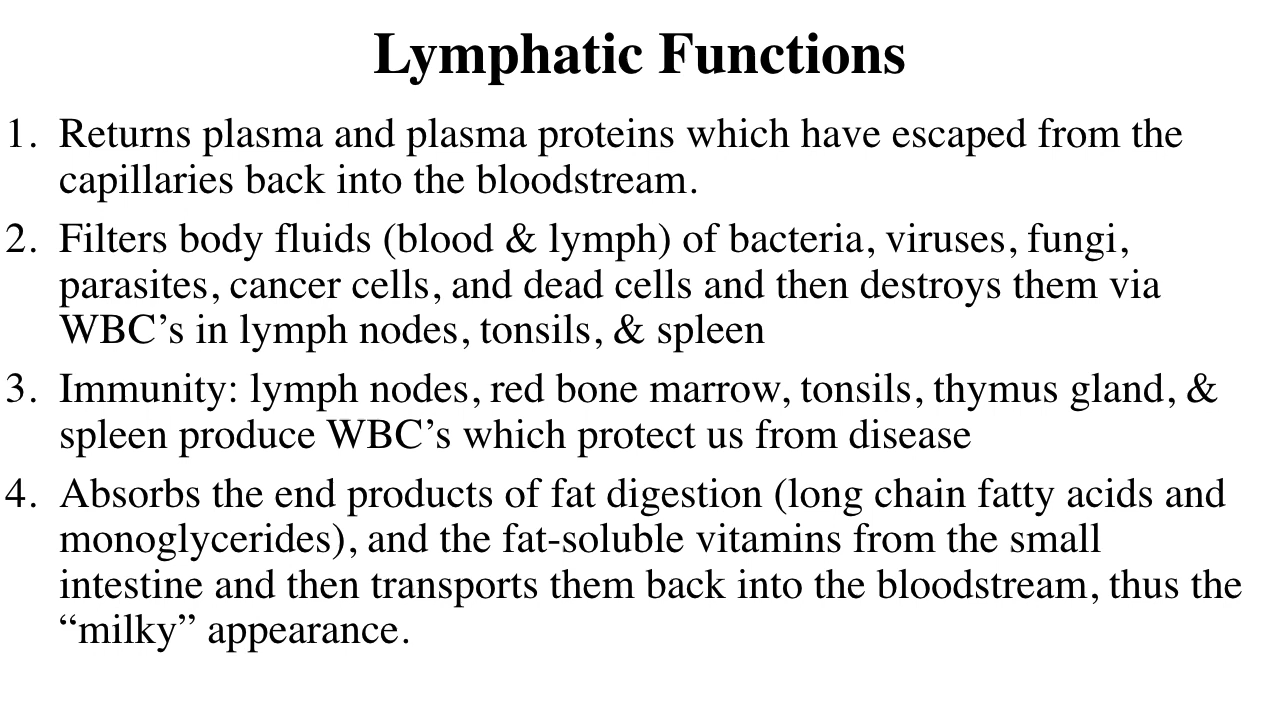 Lymphatic Functions
1. Returns plasma and plasma proteins which have escaped from the
capillaries back into the bloodstream.
2. Filters body fluids (blood & lymph) of bacteria, viruses, fungi,
parasites, cancer cells, and dead cells and then destroys them via
WBC’s in lymph nodes, tonsils, & spleen
3. Immunity: lymph nodes, red bone marrow, tonsils, thymus gland, &
spleen produce WBC’s which protect us from disease
4. Absorbs the end products of fat digestion (long chain fatty acids and
monoglycerides), and the fat-soluble vitamins from the small
intestine and then transports them back into the bloodstream, thus the
“milky” appearance.